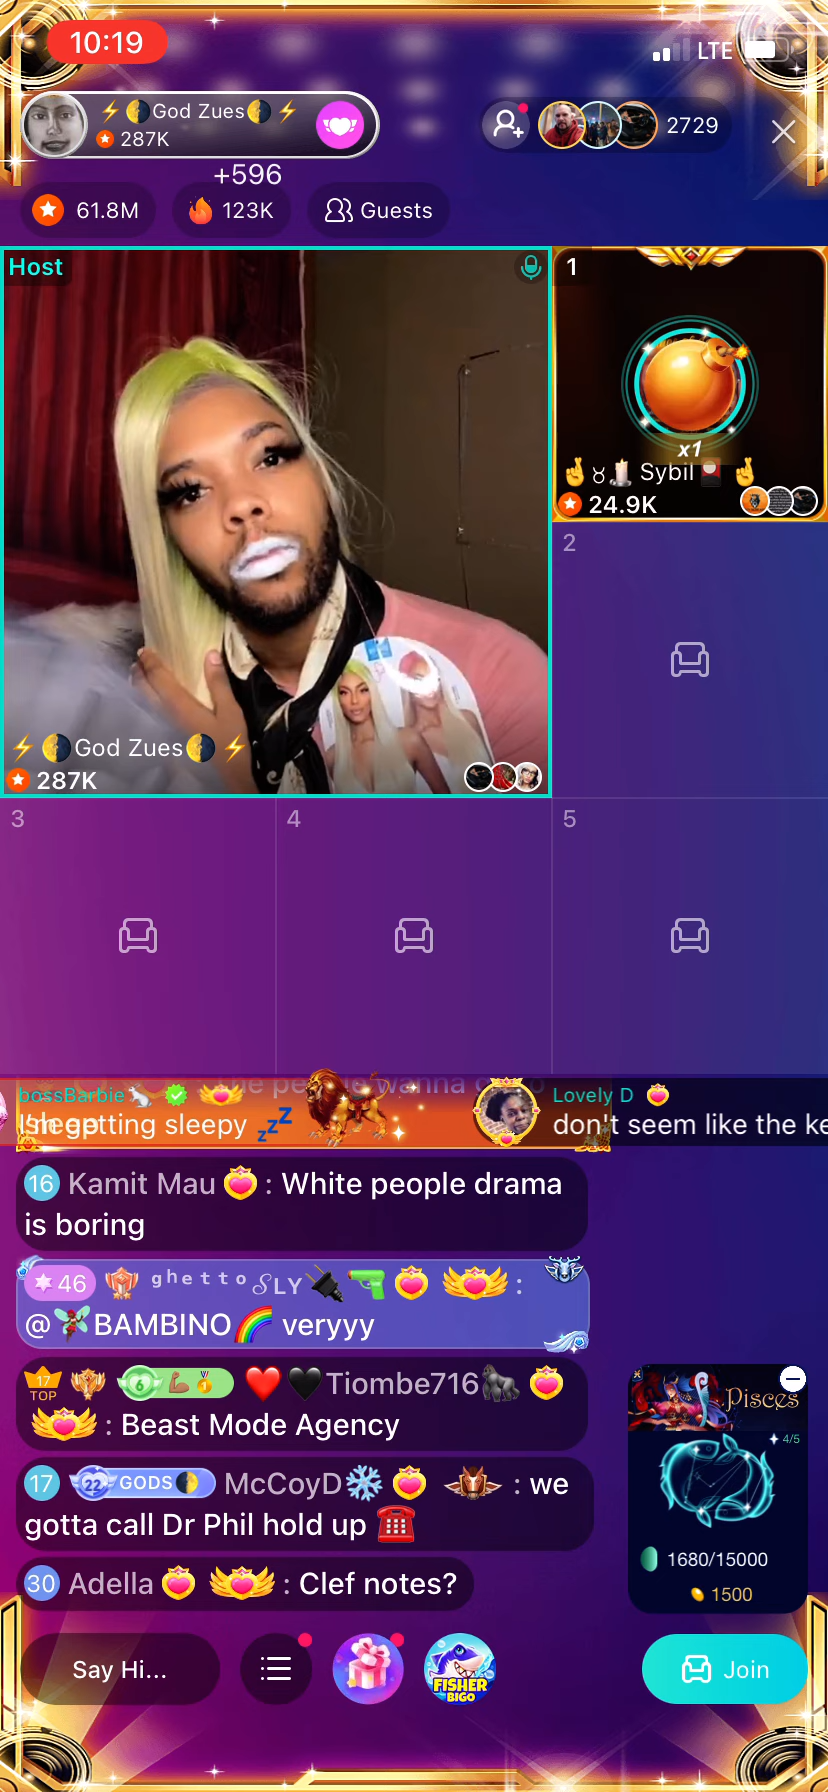 10:19
LTE
⚡🌗God Zues🌗⚡
287K
2729
+596
61.8M
123K
Guests
Host
1
x1
🤞♉🕯️ Sybil🎴 🤞
24.9K
2
⚡🌗God Zues🌗⚡
287K
3
4
5
bossBarbie🐁
I'm getting sleepy 💤
Lovely D
don't seem like the ke
16 Kamit Mau : White people drama
is boring
46 ᵍʰᵉᵗᵗᵒ𝓢LY🔌🔫 :
@🧚BAMBINO🌈 veryyy
17 TOP 6 💪🏽🥇 ❤️🖤Tiombe716🦍
: Beast Mode Agency
17 22 GODS🌗 McCoyD❄️ : we
gotta call Dr Phil hold up ☎️
30 Adella : Clef notes?
Pisces
4/5
1680/15000
1500
Say Hi...
FISHER
BIGO
Join